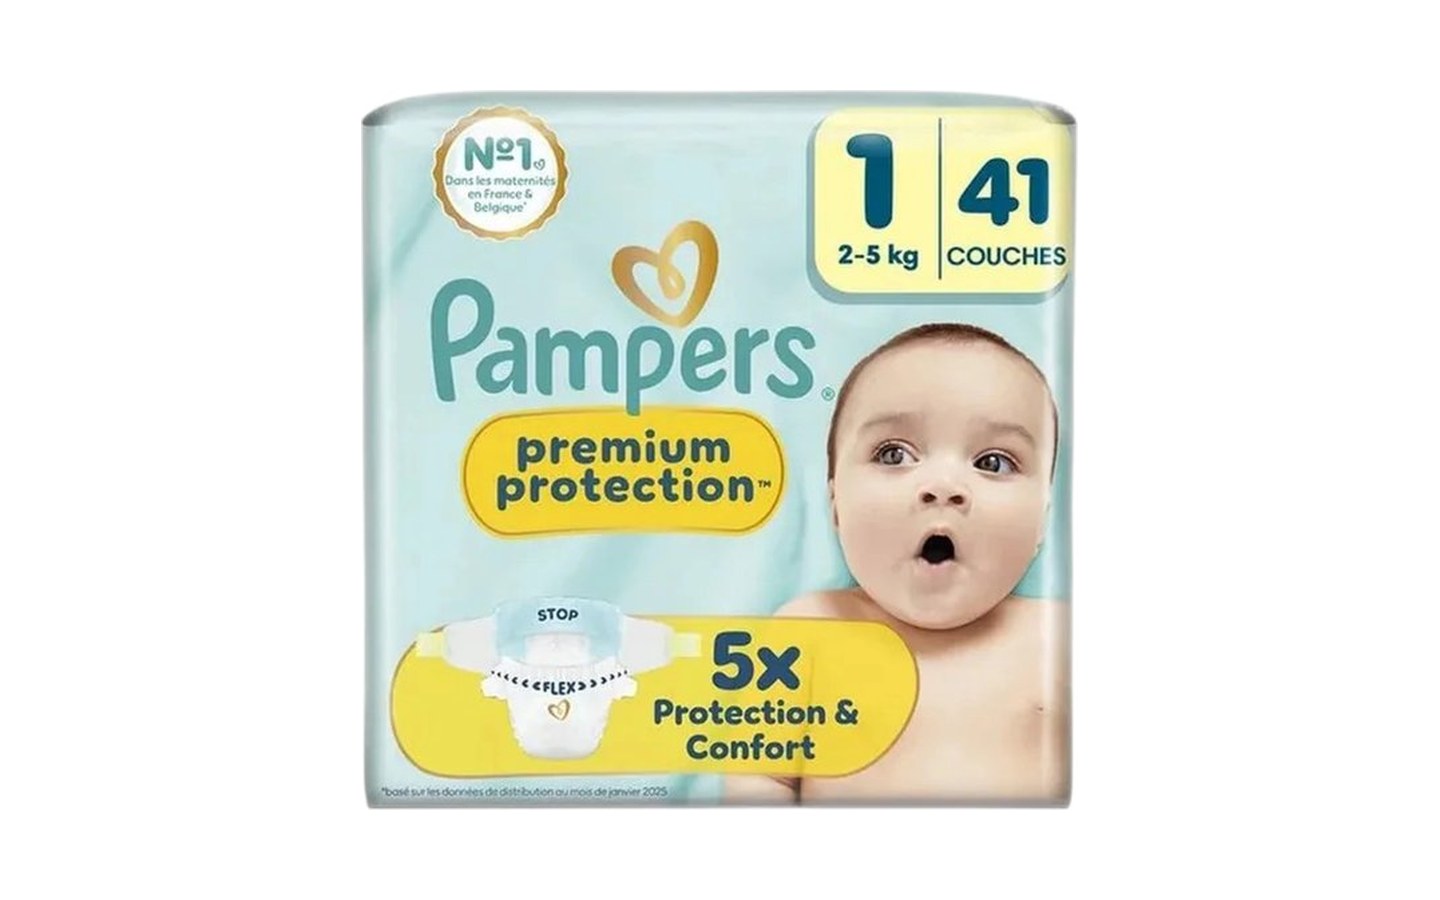 Nº1
Dans les maternités
en France &
Belgique*
1
2-5 kg
41
COUCHES
Pampers®
premium
protection™
STOP
FLEX
5x
Protection &
Confort
*basé sur les données de distribution au mois de janvier 2025